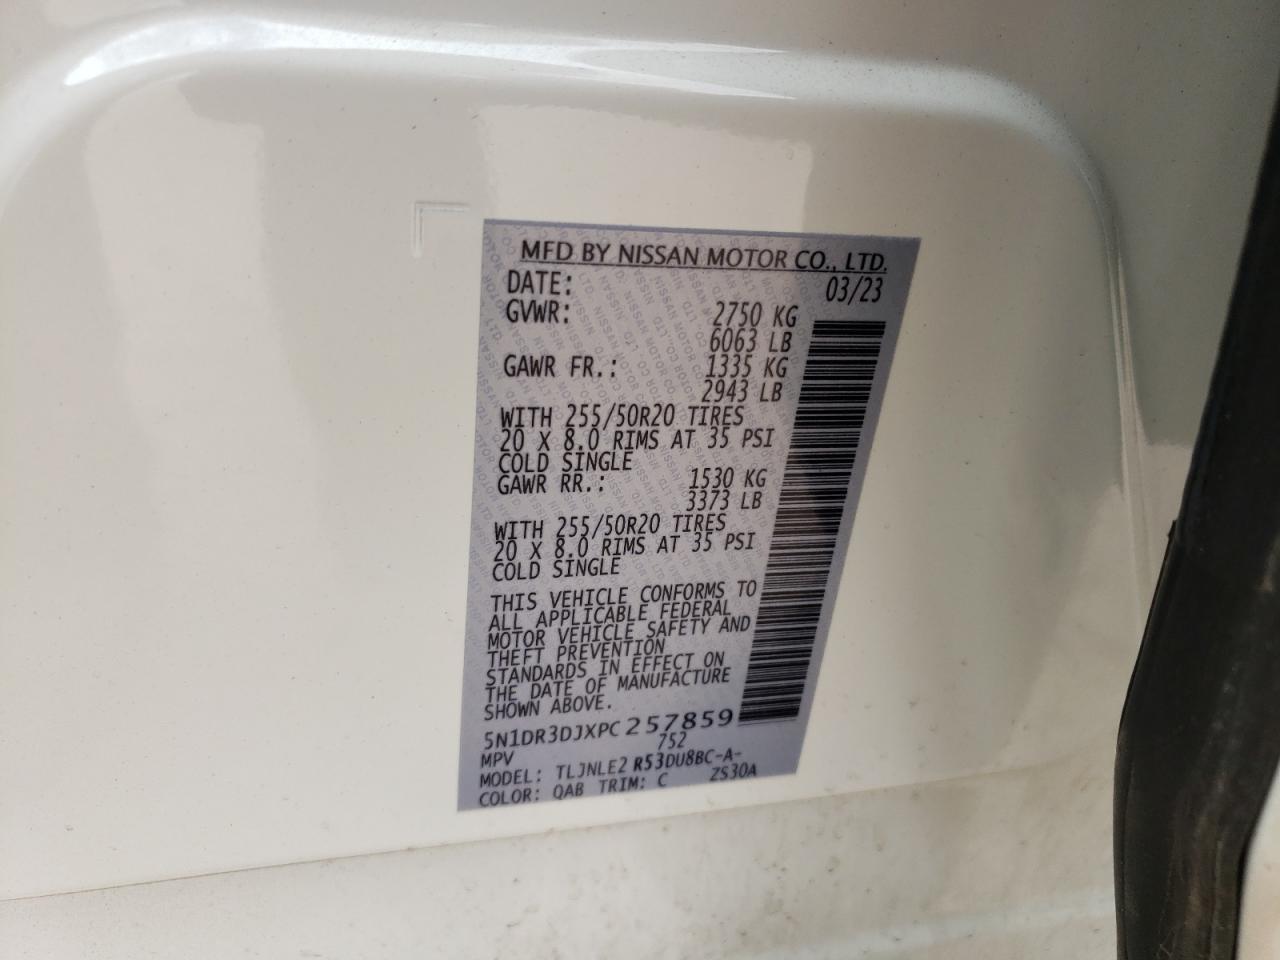 MFD BY NISSAN MOTOR CO., LTD.
DATE: 03/23
GVWR: 2750 KG
6063 LB
GAWR FR.: 1335 KG
2943 LB
WITH 255/50R20 TIRES
20 X 8.0 RIMS AT 35 PSI
COLD SINGLE
GAWR RR.: 1530 KG
3373 LB
WITH 255/50R20 TIRES
20 X 8.0 RIMS AT 35 PSI
COLD SINGLE
THIS VEHICLE CONFORMS TO
ALL APPLICABLE FEDERAL
MOTOR VEHICLE SAFETY AND
THEFT PREVENTION
STANDARDS IN EFFECT ON
THE DATE OF MANUFACTURE
SHOWN ABOVE.
5N1DR3DJXPC257859
MPV 752
MODEL: TLJNLE2 R53DU8BC-A-
COLOR: QAB TRIM: C ZS30A